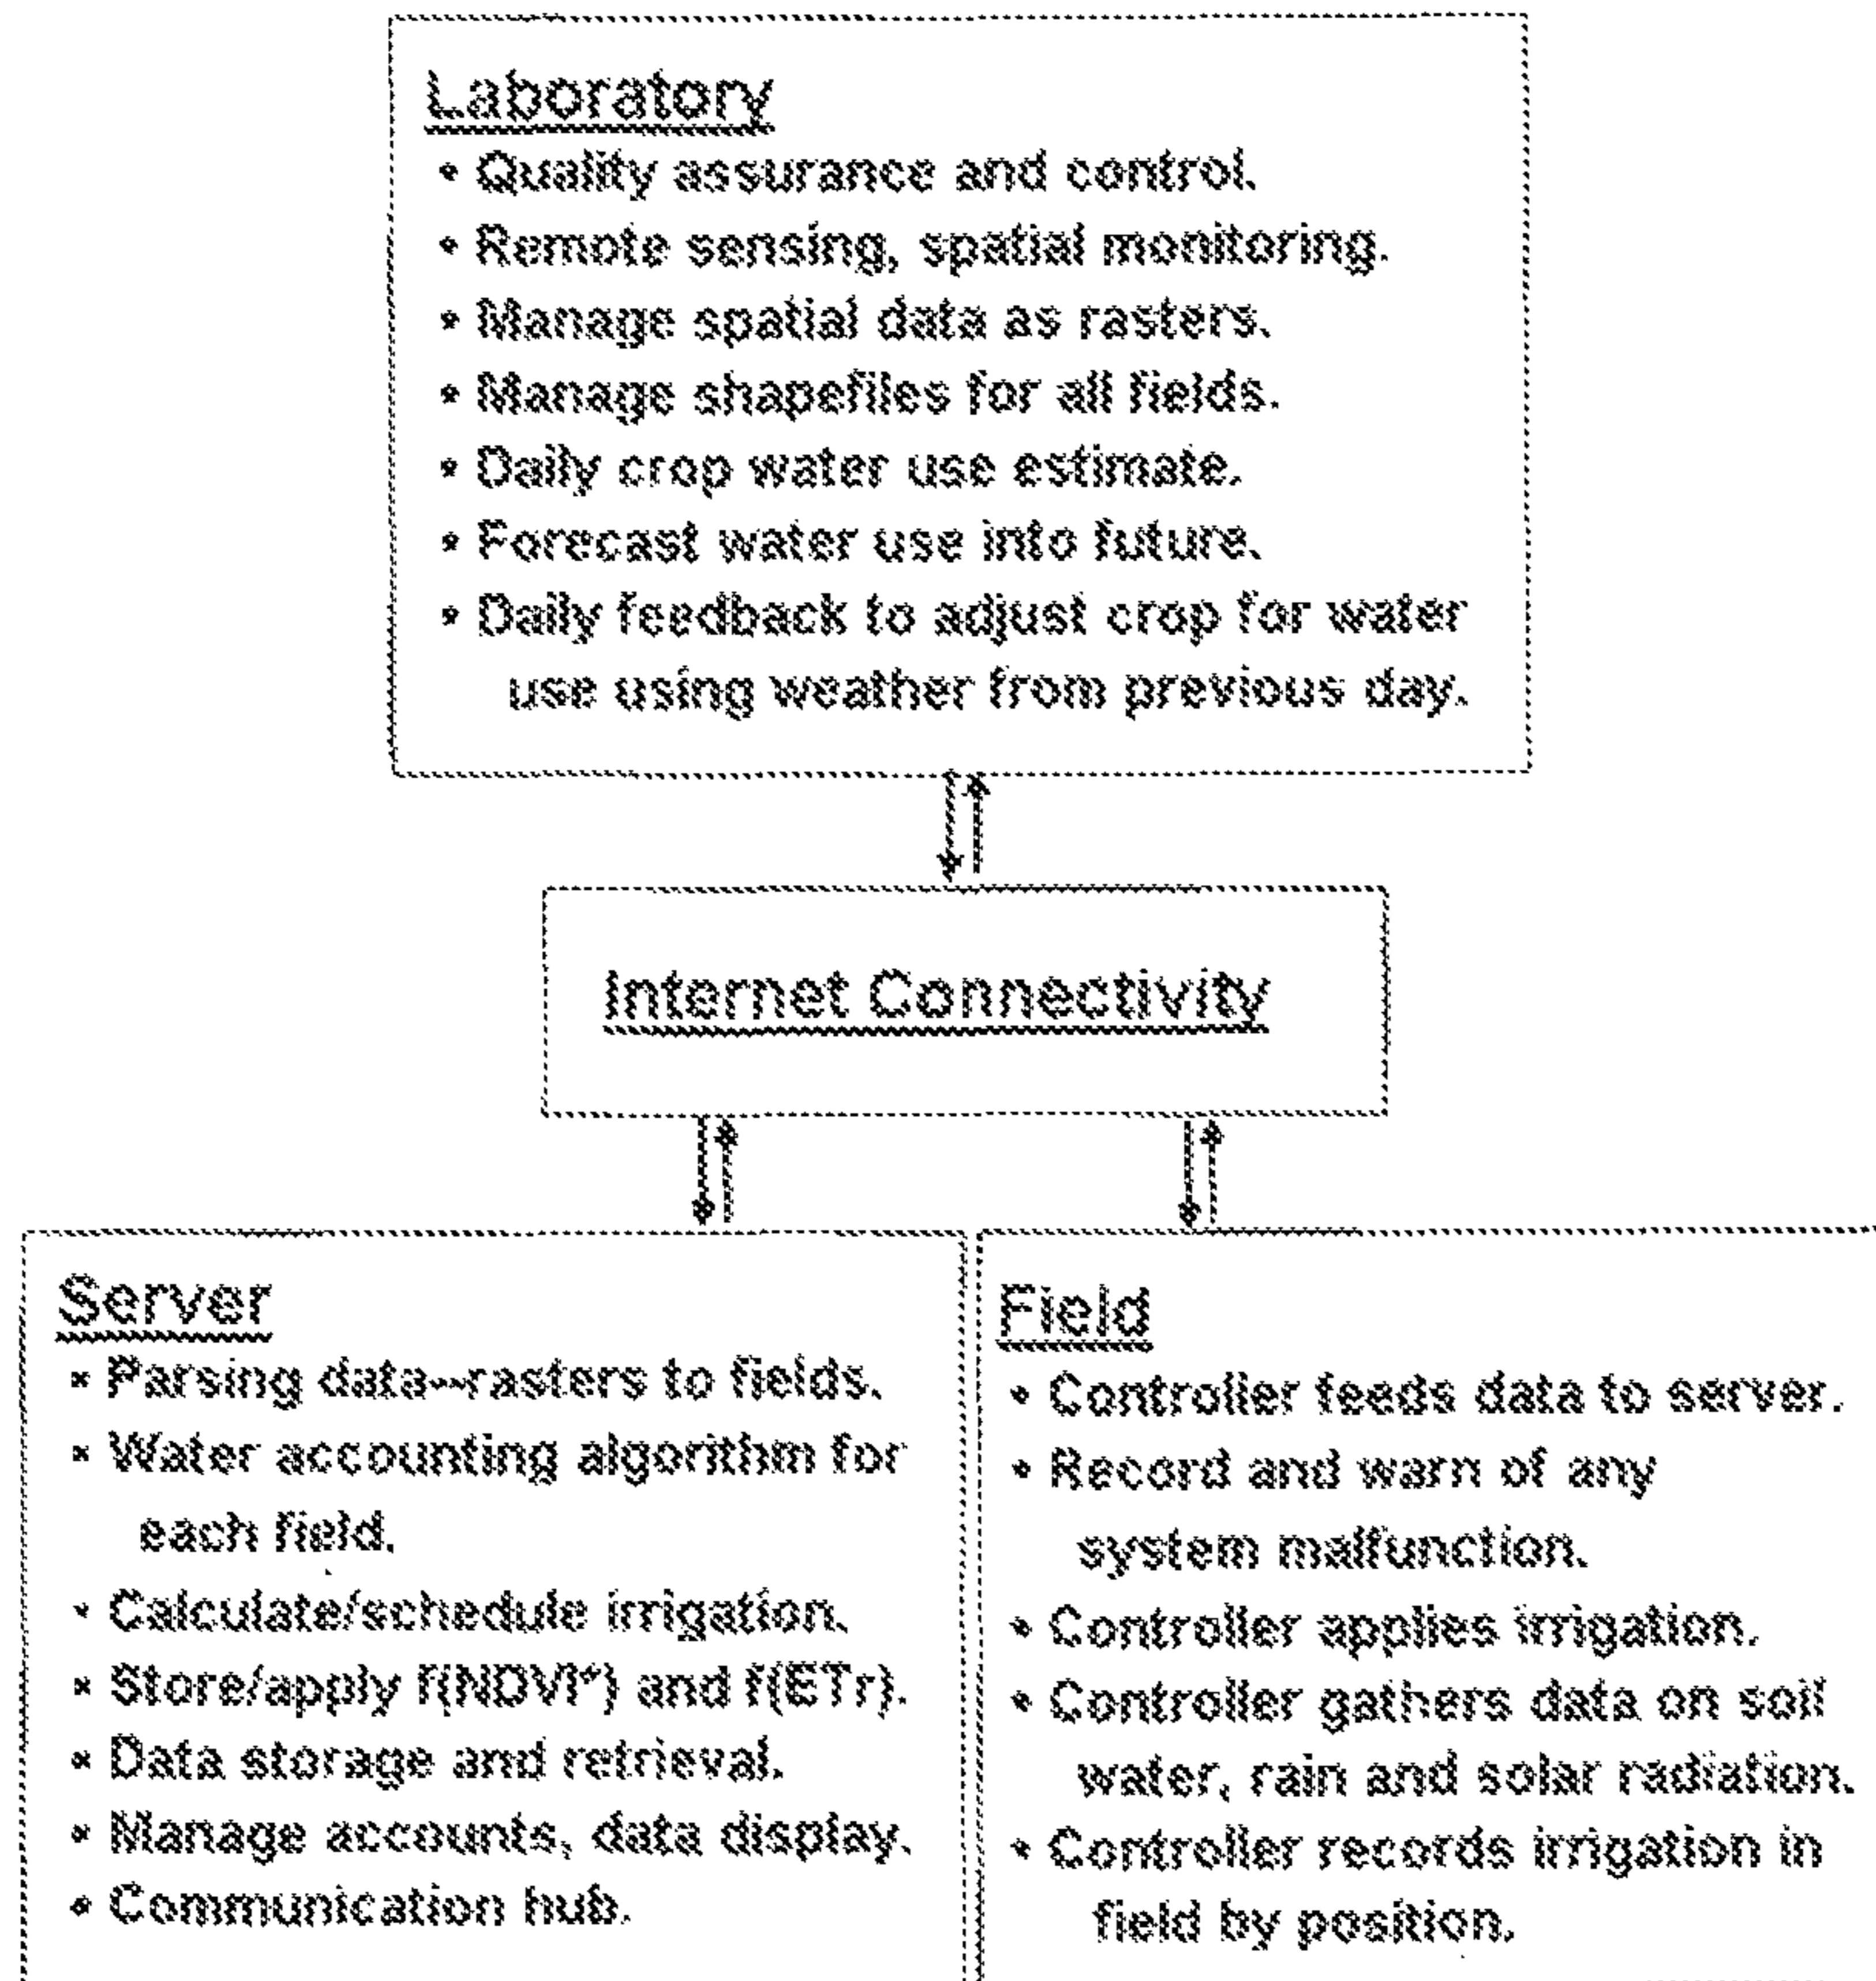 Laboratory
• Quality assurance and control.
• Remote sensing, spatial monitoring.
• Manage spatial data as rasters.
• Manage shapefiles for all fields.
• Daily crop water use estimate.
• Forecast water use into future.
• Daily feedback to adjust crop for water
use using weather from previous day.
Internet Connectivity
Server
• Parsing data--rasters to fields.
• Water accounting algorithm for
each field.
• Calculate/schedule irrigation.
• Store/apply f(NDVI*) and f(ETr).
• Data storage and retrieval.
• Manage accounts, data display.
• Communication hub.
Field
• Controller feeds data to server.
• Record and warn of any
system malfunction.
• Controller applies irrigation.
• Controller gathers data on soil
water, rain and solar radiation.
• Controller records irrigation in
field by position.